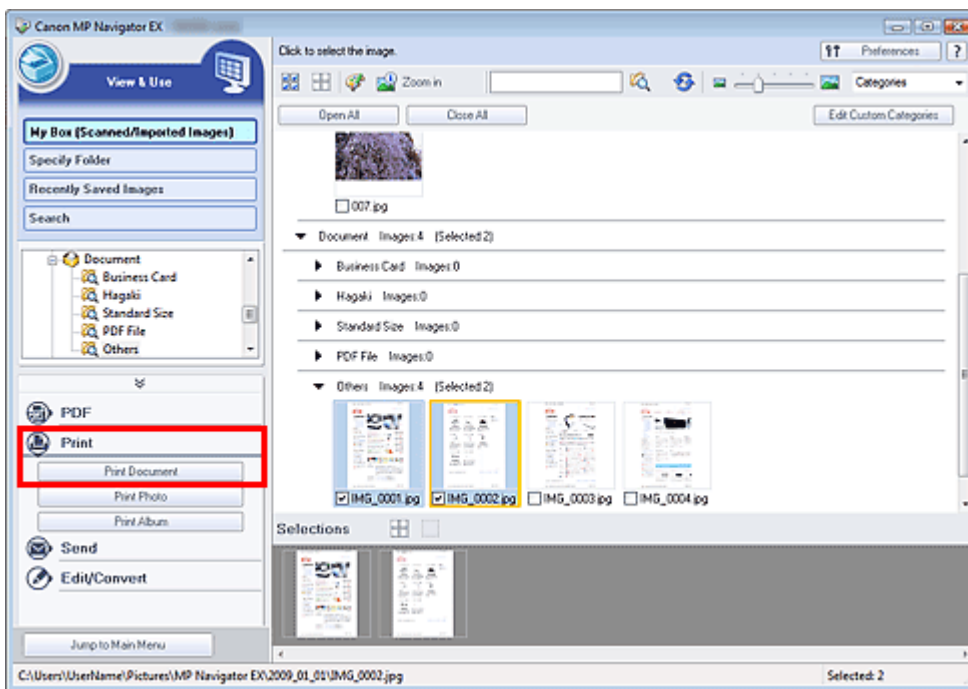 Canon MP Navigator EX
View & Use
My Box (Scanned/Imported Images)
Specify Folder
Recently Saved Images
Search
Document
Business Card
Hagaki
Standard Size
PDF File
Others
PDF
Print
Print Document
Print Photo
Print Album
Send
Edit/Convert
Jump to Main Menu
Click to select the image.
Preferences
?
Zoom in
Categories
Open All
Close All
Edit Custom Categories
007.jpg
Document Images:4 (Selected:2)
Business Card Images:0
Hagaki Images:0
Standard Size Images:0
PDF File Images:0
Others Images:4 (Selected:2)
IMG_0001.jpg
IMG_0002.jpg
IMG_0003.jpg
IMG_0004.jpg
Selections
C:\Users\UserName\Pictures\MP Navigator EX\2009_01_01\IMG_0002.jpg
Selected: 2